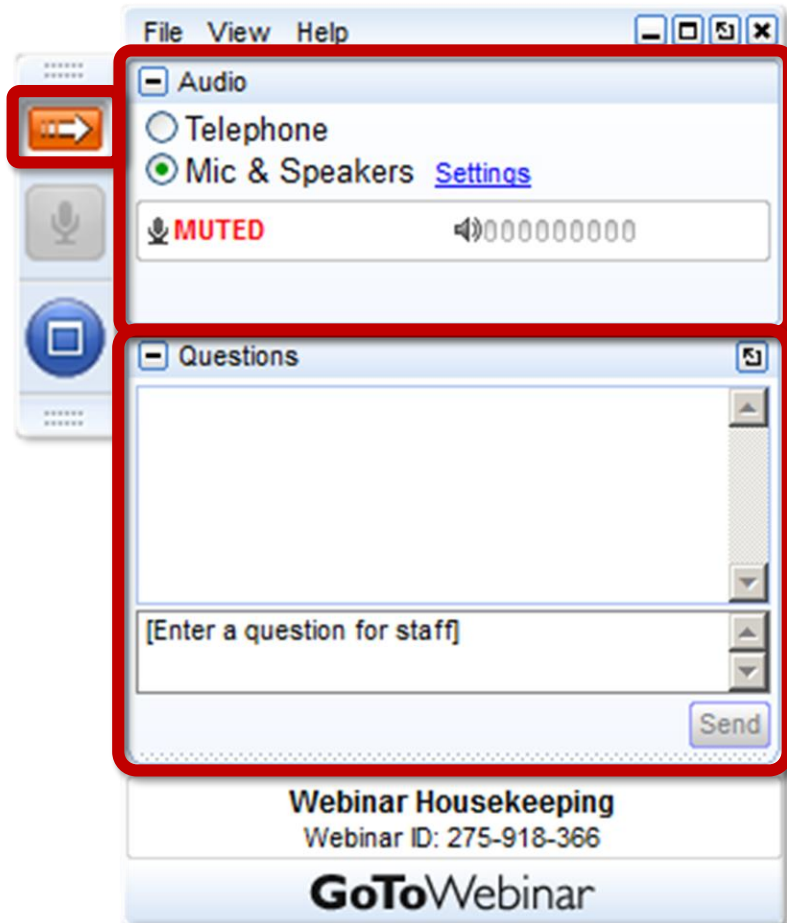 File View Help
Audio
Telephone
Mic & Speakers Settings
MUTED
Questions
[Enter a question for staff]
Send
Webinar Housekeeping
Webinar ID: 275-918-366
GoToWebinar